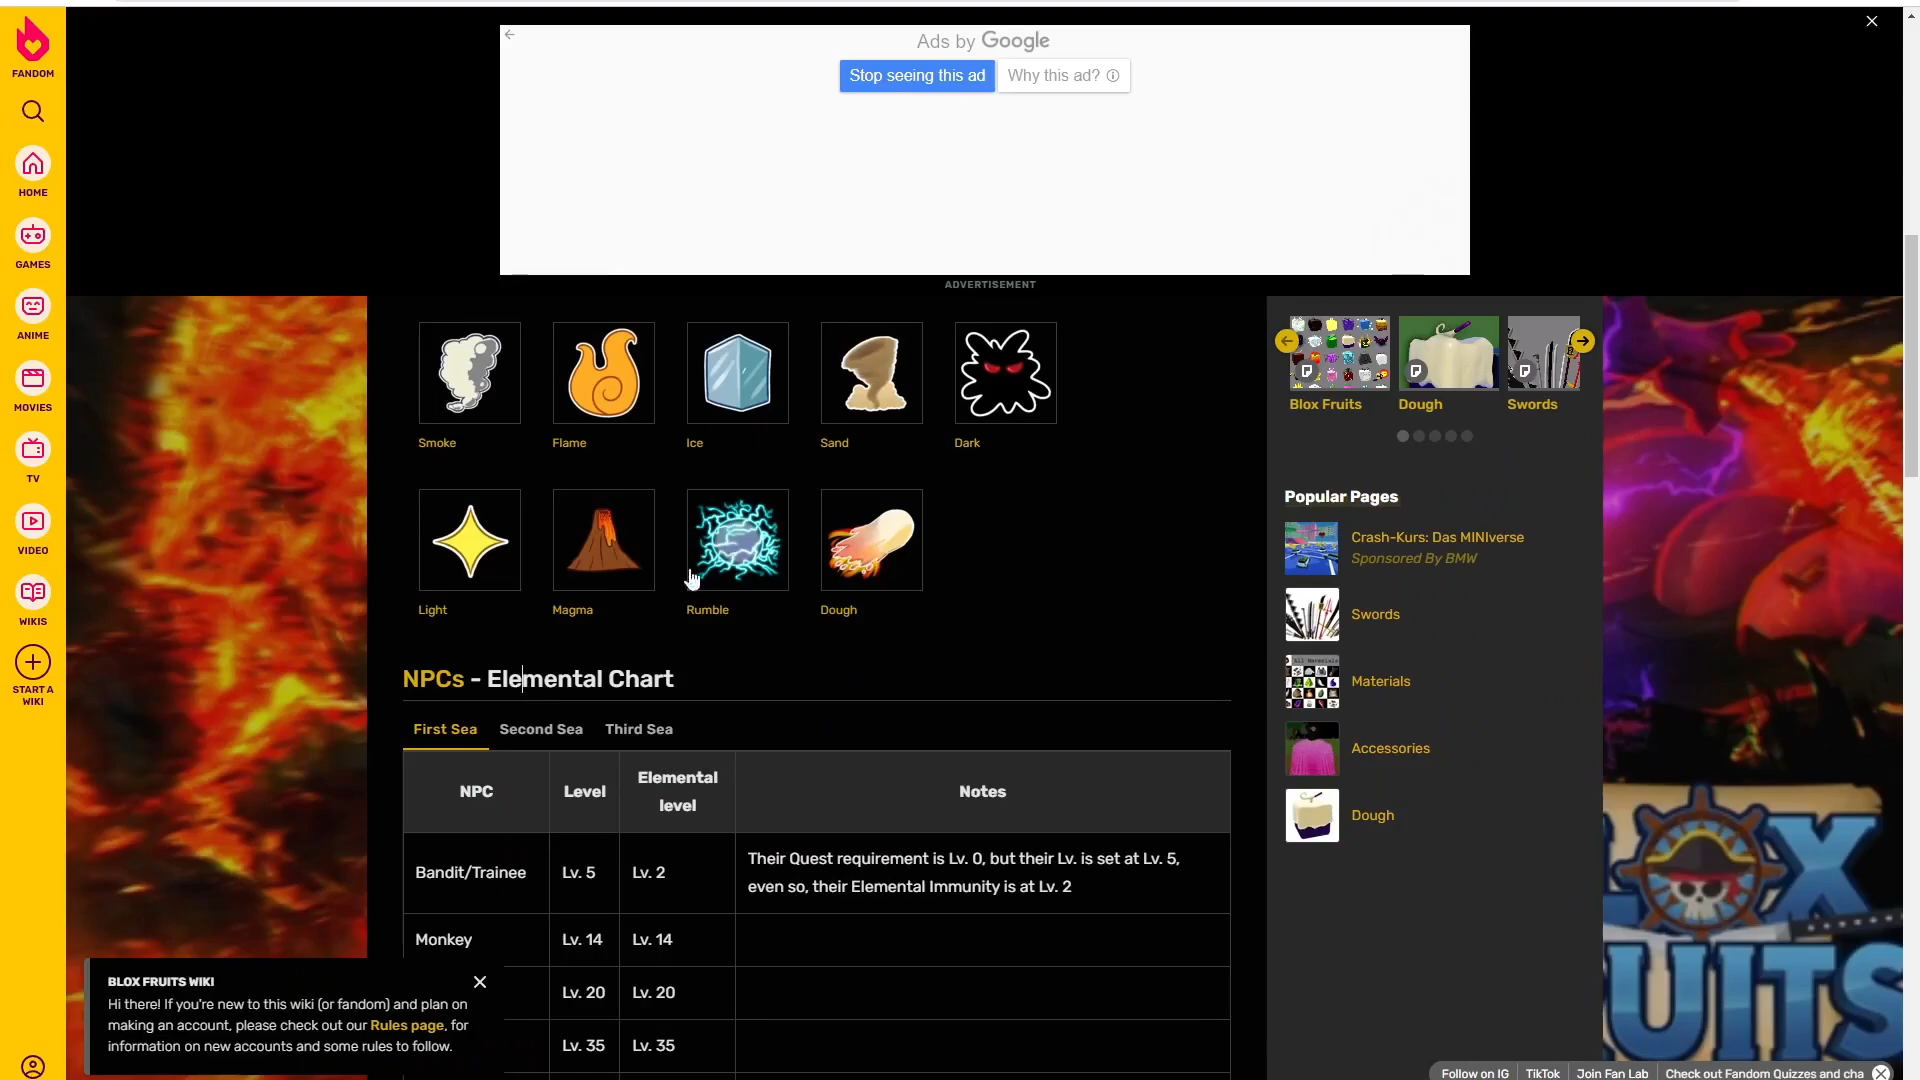 Ads by Google
Stop seeing this ad
Why this ad?
ADVERTISEMENT
FANDOM
HOME
GAMES
ANIME
MOVIES
TV
VIDEO
WIKIS
START A
WIKI
Smoke
Flame
Ice
Sand
Dark
Light
Magma
Rumble
Dough
NPCs - Elemental Chart
First Sea
Second Sea
Third Sea
NPC
Level
Elemental
level
Notes
Bandit/Trainee
Lv. 5
Lv. 2
Their Quest requirement is Lv. 0, but their Lv. is set at Lv. 5,
even so, their Elemental Immunity is at Lv. 2
Monkey
Lv. 14
Lv. 14
Lv. 20
Lv. 20
Lv. 35
Lv. 35
BLOX FRUITS WIKI
Hi there! If you're new to this wiki (or fandom) and plan on
making an account, please check out our Rules page, for
information on new accounts and some rules to follow.
Blox Fruits
Dough
Swords
Popular Pages
Crash-Kurs: Das MINIverse
Sponsored By BMW
Swords
All Materials
Materials
Accessories
Dough
OX
UITS
Follow on IG
TikTok
Join Fan Lab
Check out Fandom Quizzes and cha